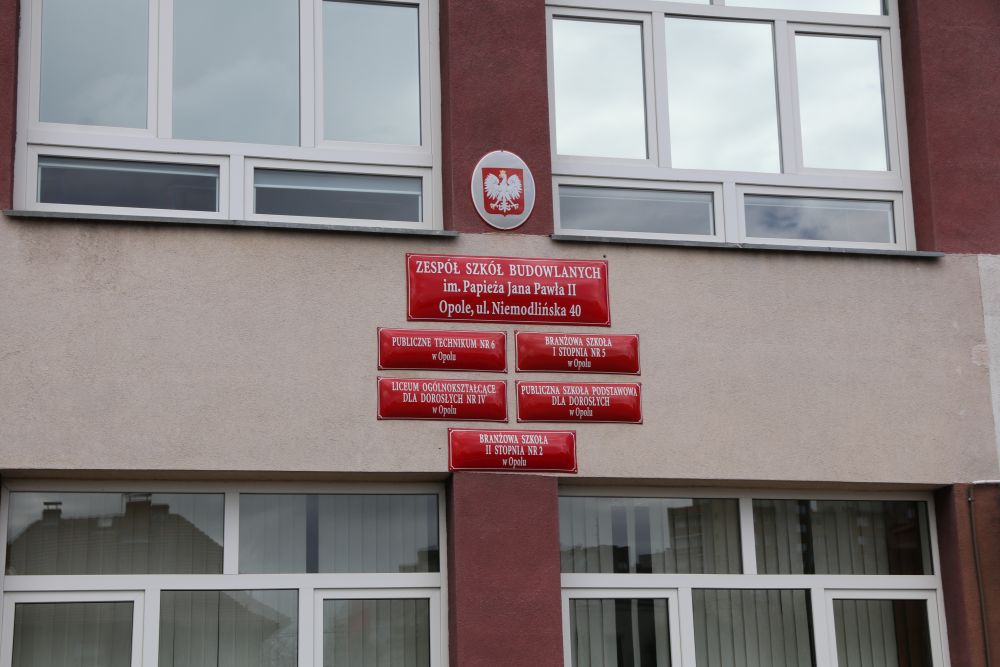 ZESPÓŁ SZKÓŁ BUDOWLANYCH
im. Papieża Jana Pawła II
Opole, ul. Niemodlińska 40
PUBLICZNE TECHNIKUM NR 6
w Opolu
BRANŻOWA SZKOŁA
I STOPNIA NR 5
w Opolu
LICEUM OGÓLNOKSZTAŁCĄCE
DLA DOROSŁYCH NR IV
w Opolu
PUBLICZNA SZKOŁA PODSTAWOWA
DLA DOROSŁYCH
w Opolu
BRANŻOWA SZKOŁA
II STOPNIA NR 2
w Opolu